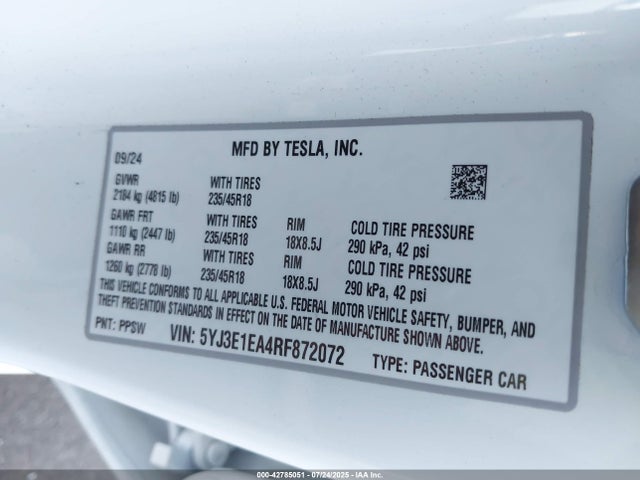 MFD BY TESLA, INC.
09/24
GVWR WITH TIRES
2184 kg (4815 lb) 235/45R18
GAWR FRT WITH TIRES RIM COLD TIRE PRESSURE
1110 kg (2447 lb) 235/45R18 18X8.5J 290 kPa, 42 psi
GAWR RR WITH TIRES RIM COLD TIRE PRESSURE
1260 kg (2778 lb) 235/45R18 18X8.5J 290 kPa, 42 psi
THIS VEHICLE CONFORMS TO ALL APPLICABLE U.S. FEDERAL MOTOR VEHICLE SAFETY, BUMPER, AND
THEFT PREVENTION STANDARDS IN EFFECT ON THE DATE OF MANUFACTURE SHOWN ABOVE.
PNT: PPSW VIN: 5YJ3E1EA4RF872072 TYPE: PASSENGER CAR
000-42785051 - 07/24/2025 - IAA Inc.